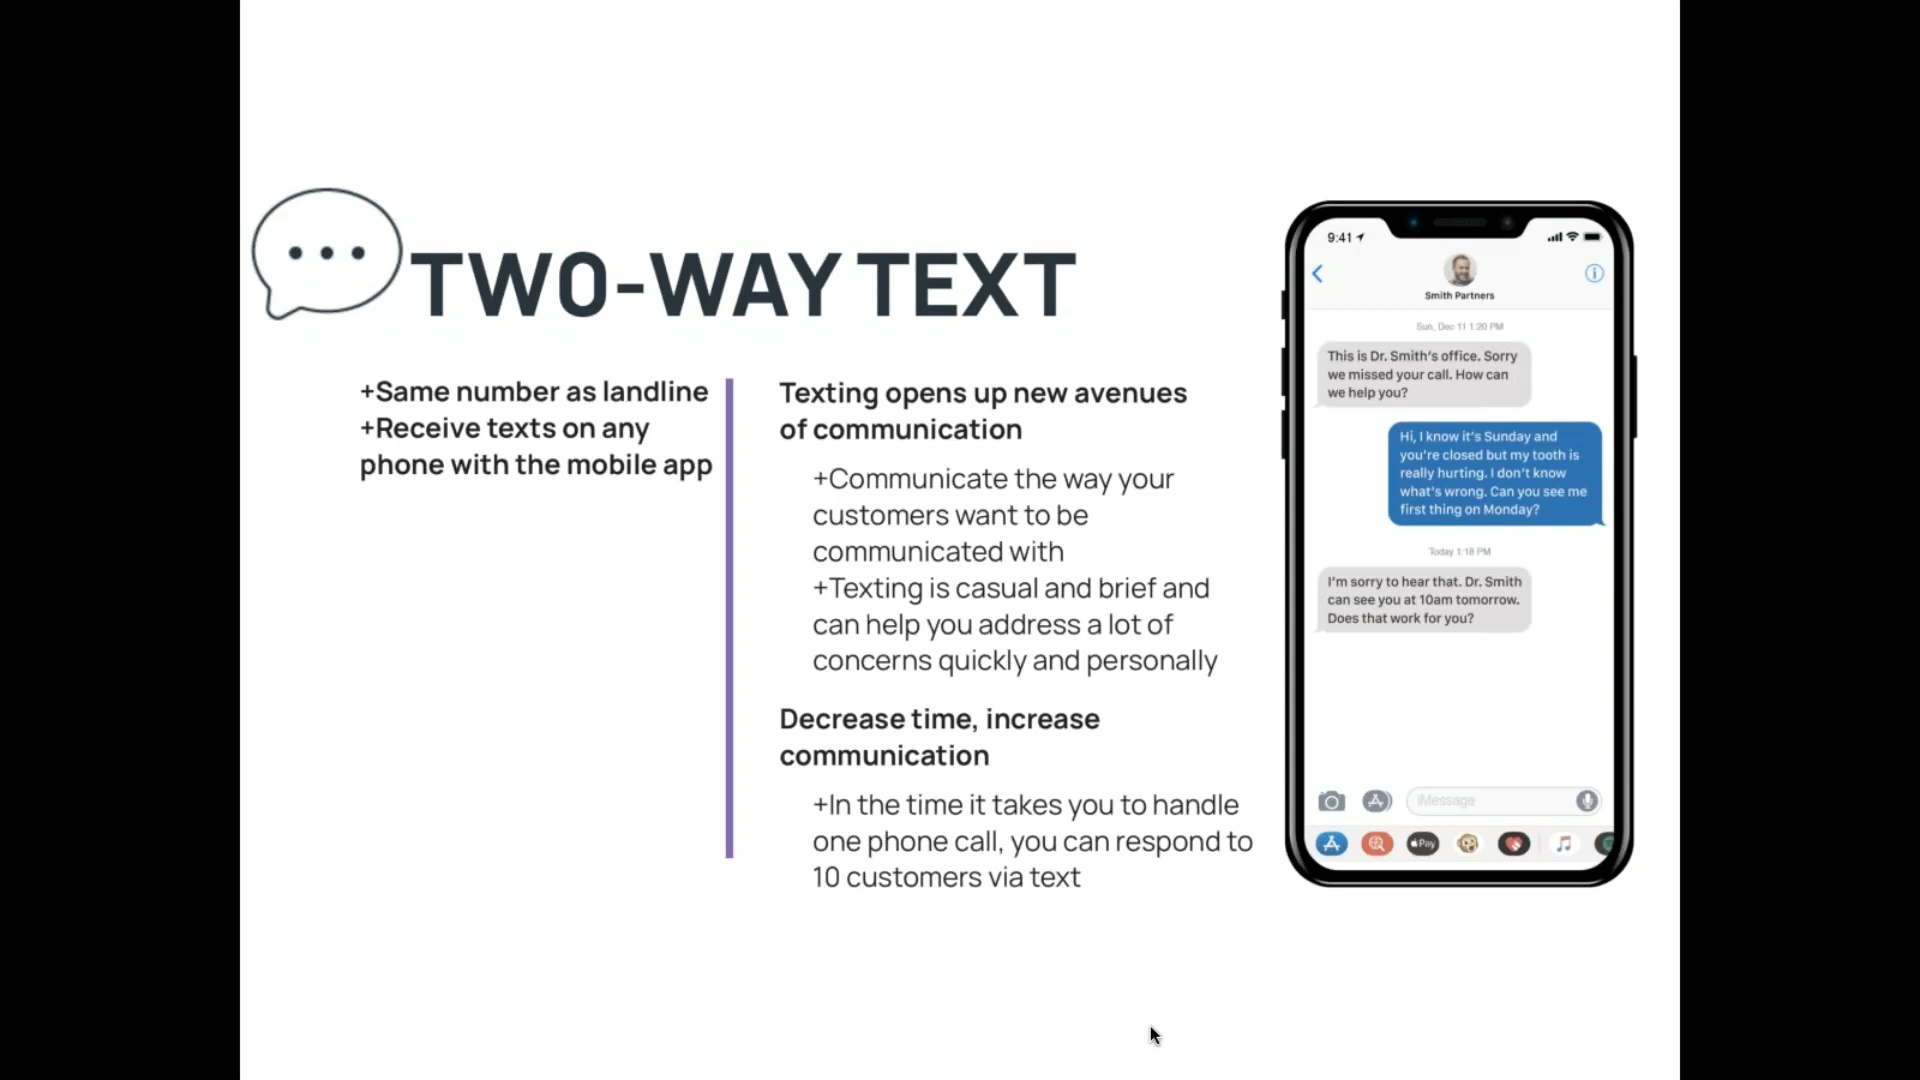 TWO-WAY TEXT
+Same number as landline
+Receive texts on any
phone with the mobile app
Texting opens up new avenues
of communication
+Communicate the way your
customers want to be
communicated with
+Texting is casual and brief and
can help you address a lot of
concerns quickly and personally
Decrease time, increase
communication
+In the time it takes you to handle
one phone call, you can respond to
10 customers via text
9:41
Smith Partners
Sun, Dec 11 1:20 PM
This is Dr. Smith's office. Sorry
we missed your call. How can
we help you?
Hi, I know it's Sunday and
you're closed but my tooth is
really hurting. I don't know
what's wrong. Can you see me
first thing on Monday?
Today 1:18 PM
I'm sorry to hear that. Dr. Smith
can see you at 10am tomorrow.
Does that work for you?
iMessage
Pay